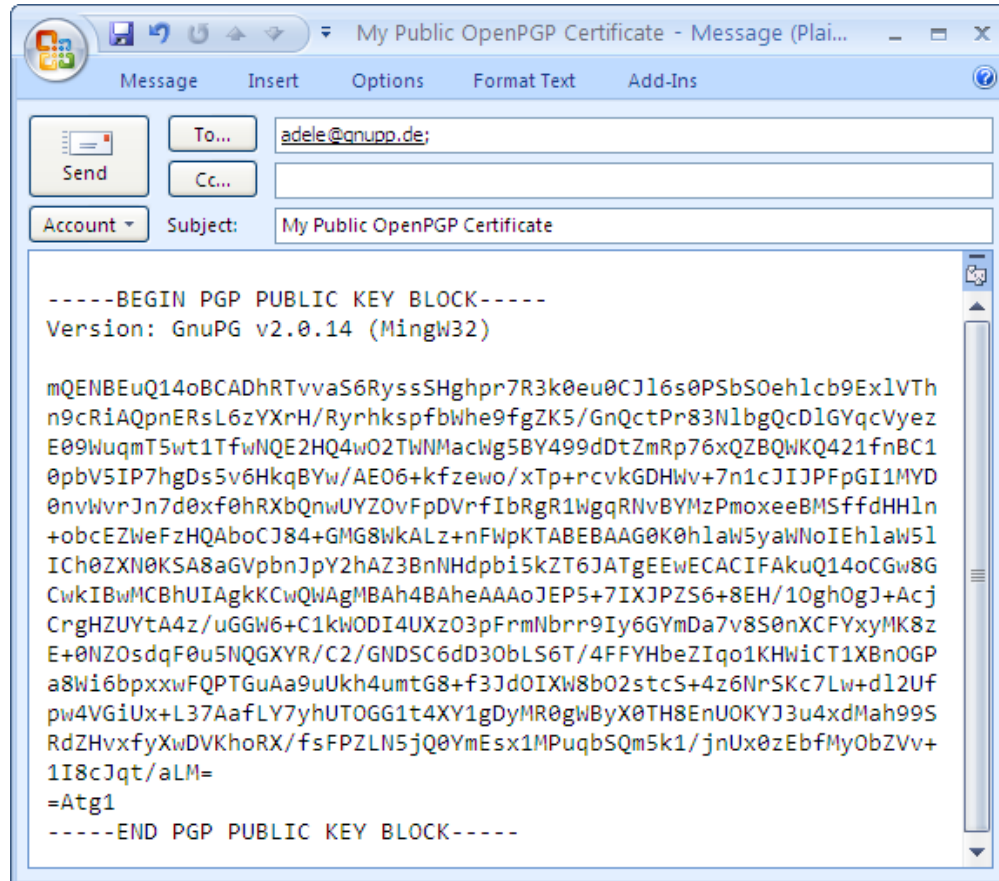 My Public OpenPGP Certificate - Message (Plai...
Message Insert Options Format Text Add-Ins
To... adele@gnupp.de;
Send
Cc...
Account Subject: My Public OpenPGP Certificate
-----BEGIN PGP PUBLIC KEY BLOCK-----
Version: GnuPG v2.0.14 (MingW32)
mQENBEuQ14oBCADhRTvvaS6RyssSHghpr7R3k0eu0CJl6s0PSbSOehlcb9ExlVTh
n9cRiAQpnERsL6zYXrH/RyrhkspfbWhe9fgZK5/GnQctPr83NlbgQcDlGYqcVyez
E09WuqmT5wt1TfwNQE2HQ4wO2TWNMacWg5BY499dDtZmRp76xQZBQWKQ421fnBC1
0pbV5IP7hgDs5v6HkqBYw/AEO6+kfzewo/xTp+rcvkGDHWv+7n1cJIJPFpGI1MYD
0nvWvrJn7d0xf0hRXbQnwUYZOvFpDVrfIbRgR1WgqRNvBYMzPmoxeeBMSffdHHln
+obcEZWeFzHQAboCJ84+GMG8WkALz+nFWpKTABEBAAG0K0hlaW5yaWNoIEhlaW5l
ICh0ZXN0KSA8aGVpbnJpY2hAZ3BnNHdpbi5kZT6JATgEEwECACIFAkuQ14oCGw8G
CwkIBwMCBhUIAgkKCwQWAgMBAh4BAheAAAoJEP5+7IXJPZS6+8EH/1OghOgJ+Acj
CrgHZUYtA4z/uGGW6+C1kWODI4UXzO3pFrmNbrr9Iy6GYmDa7v8S0nXCFYxyMK8z
E+0NZOsdqF0u5NQGXYR/C2/GNDSC6dD3ObLS6T/4FFYHbeZIqo1KHWiCT1XBnOGP
a8Wi6bpxxwFQPTGuAa9uUkh4umtG8+f3JdOIXW8bO2stcS+4z6NrSKc7Lw+dl2Uf
pw4VGiUx+L37AafLY7yhUTOGG1t4XY1gDyMR0gWByX0TH8EnUOKYJ3u4xdMah99S
RdZHvxfyXwDVKhoRX/fsFPZLN5jQ0YmEsx1MPuqbSQm5k1/jnUx0zEbfMyObZVv+
1I8cJqt/aLM=
=Atg1
-----END PGP PUBLIC KEY BLOCK-----